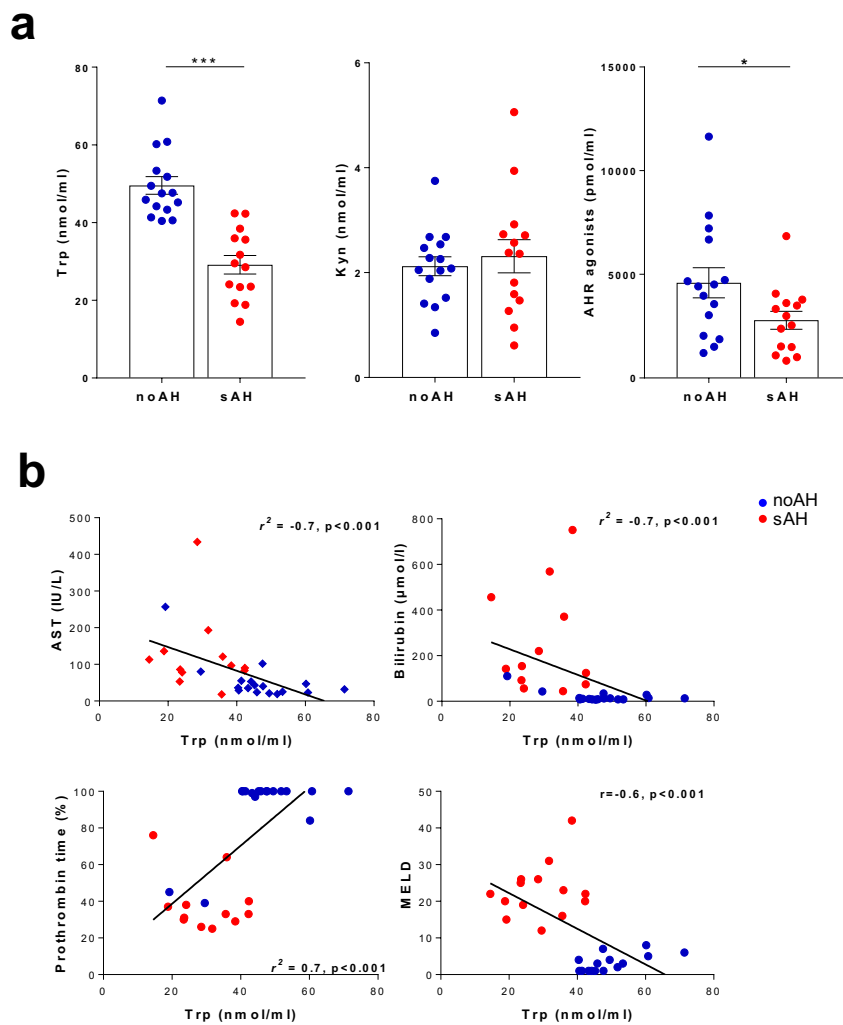 a
***
*
80
60
40
20
0
Trp (nmol/ml)
noAH
sAH
6
4
2
0
Kyn (nmol/ml)
noAH
sAH
15000
10000
5000
0
AHR agonists (pmol/ml)
noAH
sAH
b
noAH
sAH
r² = -0.7, p<0.001
500
400
300
200
100
0
AST (IU/L)
0
20
40
60
80
Trp (nmol/ml)
r² = -0.7, p<0.001
800
600
400
200
0
Bilirubin (µmol/l)
0
20
40
60
80
Trp (nmol/ml)
100
80
60
40
20
0
Prothrombin time (%)
r² = 0.7, p<0.001
0
20
40
60
80
Trp (nmol/ml)
r=-0.6, p<0.001
50
40
30
20
10
0
MELD
0
20
40
60
80
Trp (nmol/ml)